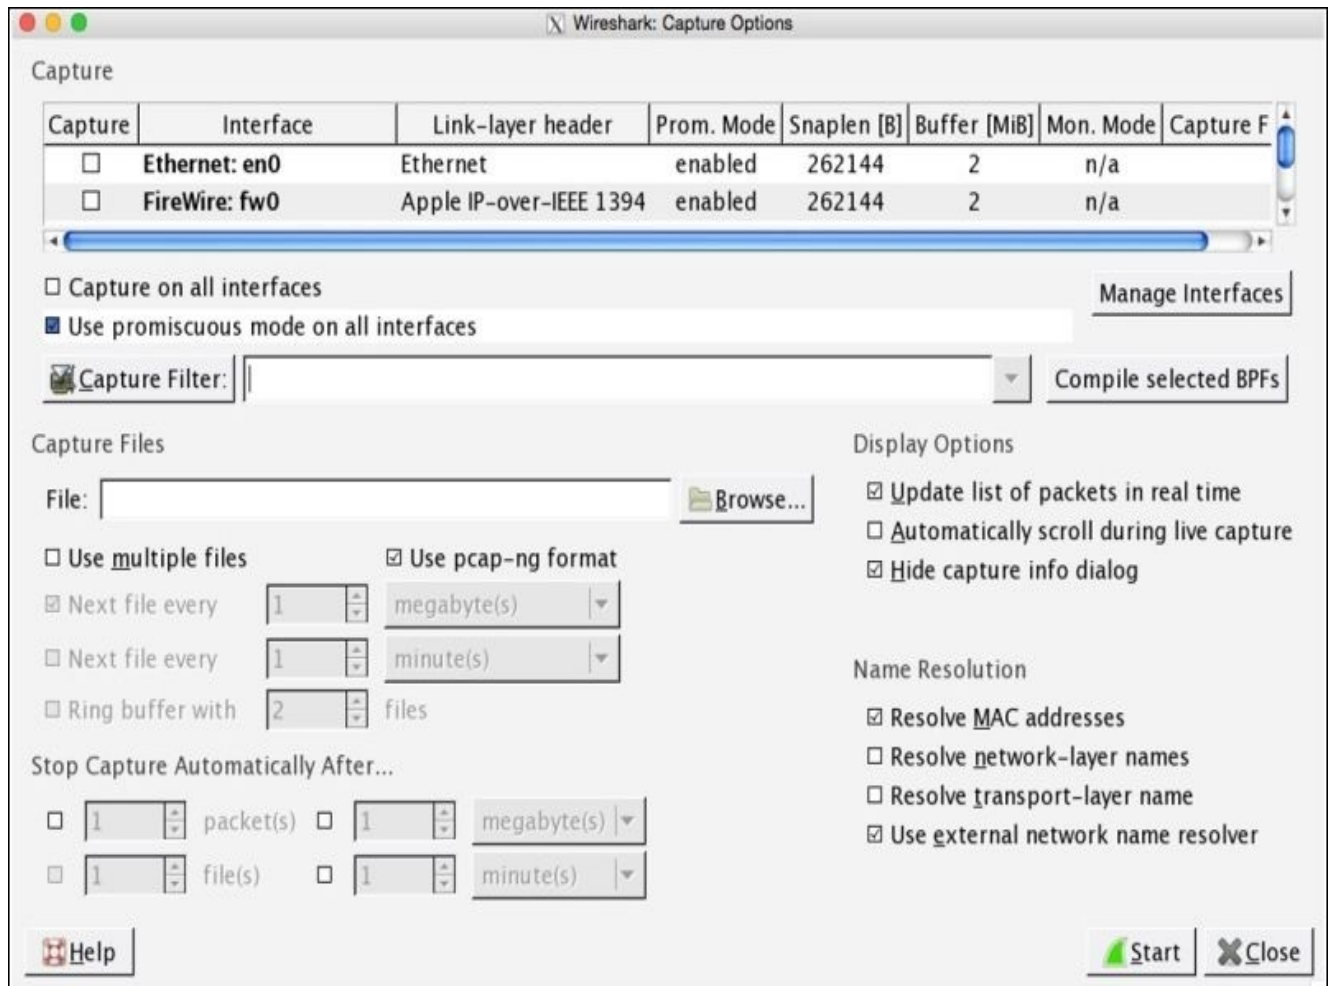 Wireshark: Capture Options
Capture
Capture Interface Link-layer header Prom. Mode Snaplen [B] Buffer [MiB] Mon. Mode Capture F
Ethernet: en0 Ethernet enabled 262144 2 n/a
FireWire: fw0 Apple IP-over-IEEE 1394 enabled 262144 2 n/a
Capture on all interfaces
Manage Interfaces
Use promiscuous mode on all interfaces
Capture Filter:
Compile selected BPFs
Capture Files
File:
Browse...
Use multiple files
Use pcap-ng format
Next file every 1 megabyte(s)
Next file every 1 minute(s)
Ring buffer with 2 files
Stop Capture Automatically After...
1 packet(s) 1 megabyte(s)
1 file(s) 1 minute(s)
Display Options
Update list of packets in real time
Automatically scroll during live capture
Hide capture info dialog
Name Resolution
Resolve MAC addresses
Resolve network-layer names
Resolve transport-layer name
Use external network name resolver
Help
Start
Close